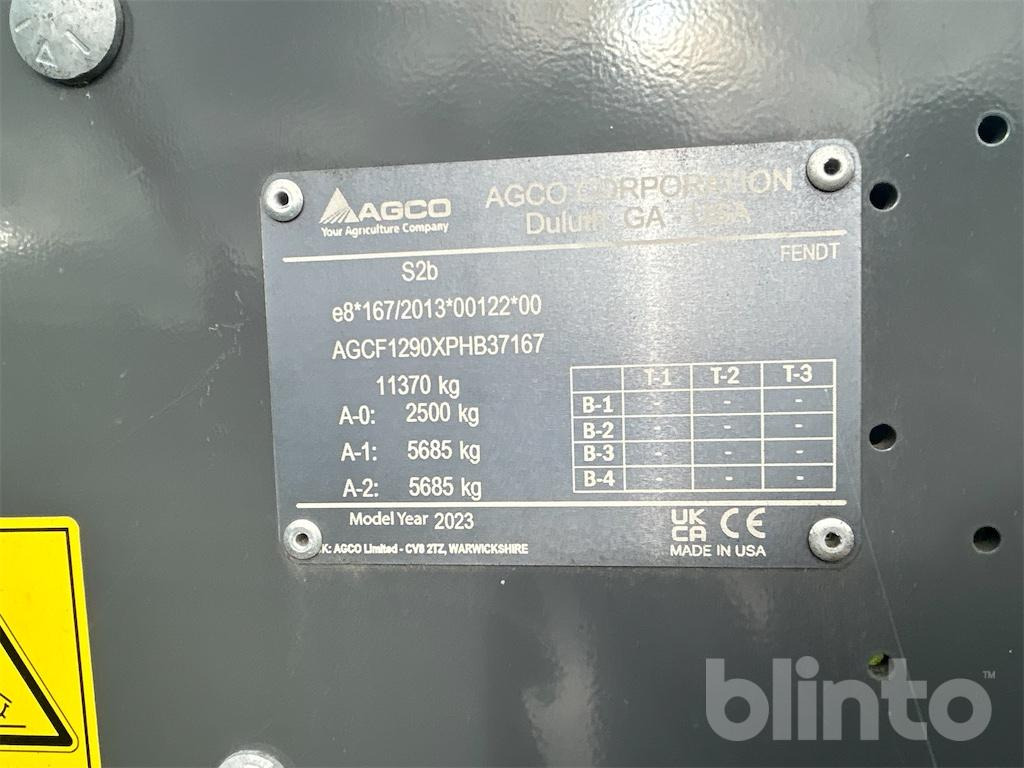 AGCO
Your Agriculture Company
AGCO CORPORATION
Duluth, GA USA
FENDT
S2b
e8*167/2013*00122*00
AGCF1290XPHB37167
11370 kg
A-0: 2500 kg
A-1: 5685 kg
A-2: 5685 kg
T-1 T-2 T-3
B-1 - - -
B-2 - - -
B-3 - - -
B-4 - - -
Model Year 2023
K: AGCO Limited - CV8 2TZ, WARWICKSHIRE
UK
CA CE
MADE IN USA
blinto™